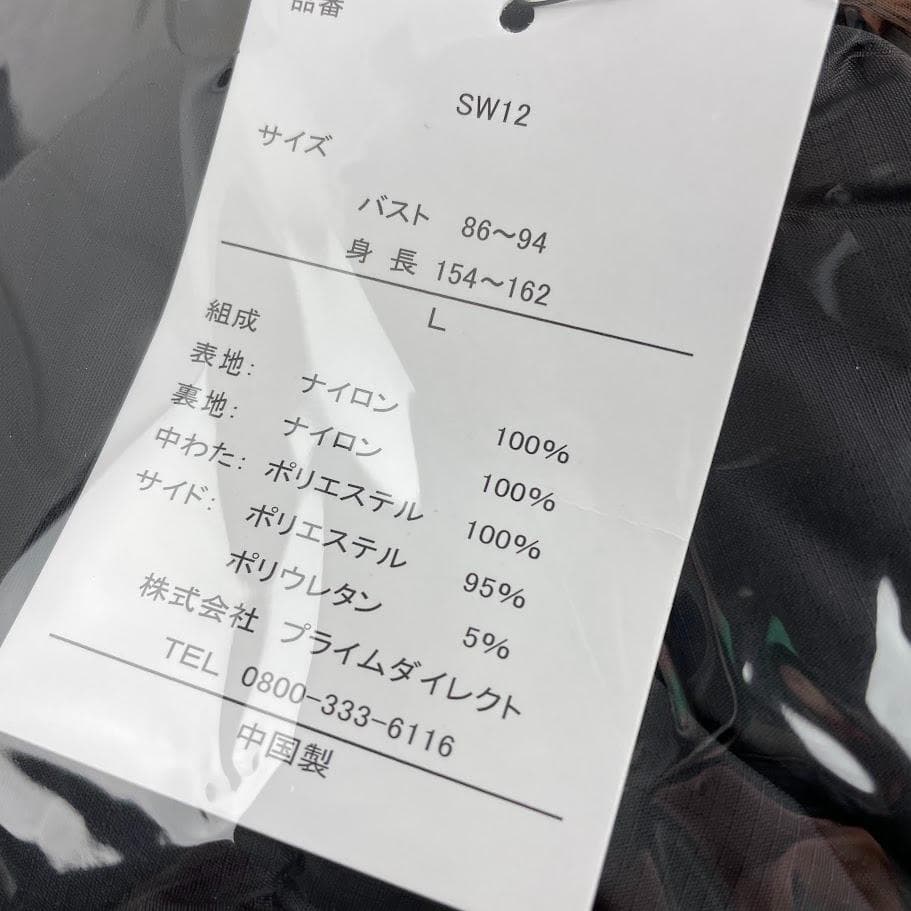 品番
SW12
サイズ
バスト 86～94
身 長 154～162
L
組成
表地: ナイロン 100%
裏地: ナイロン 100%
中わた: ポリエステル 100%
サイド: ポリエステル 95%
ポリウレタン 5%
株式会社 プライムダイレクト
TEL 0800-333-6116
中国製